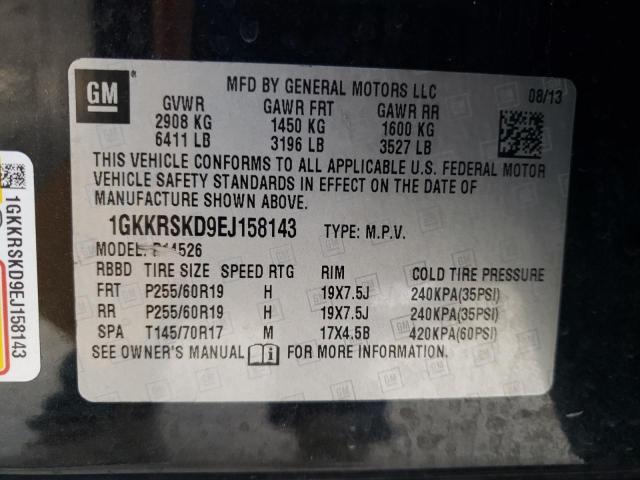 GM
MFD BY GENERAL MOTORS LLC
08/13
GVWR GAWR FRT GAWR RR
2908 KG 1450 KG 1600 KG
6411 LB 3196 LB 3527 LB
THIS VEHICLE CONFORMS TO ALL APPLICABLE U.S. FEDERAL MOTOR
VEHICLE SAFETY STANDARDS IN EFFECT ON THE DATE OF
MANUFACTURE SHOWN ABOVE.
1GKKRSKD9EJ158143 TYPE: M.P.V.
MODEL: 14526
RBBD TIRE SIZE SPEED RTG RIM COLD TIRE PRESSURE
FRT P255/60R19 H 19X7.5J 240KPA(35PSI)
RR P255/60R19 H 19X7.5J 240KPA(35PSI)
SPA T145/70R17 M 17X4.5B 420KPA(60PSI)
SEE OWNER'S MANUAL FOR MORE INFORMATION
1GKKRSKD9EJ158143